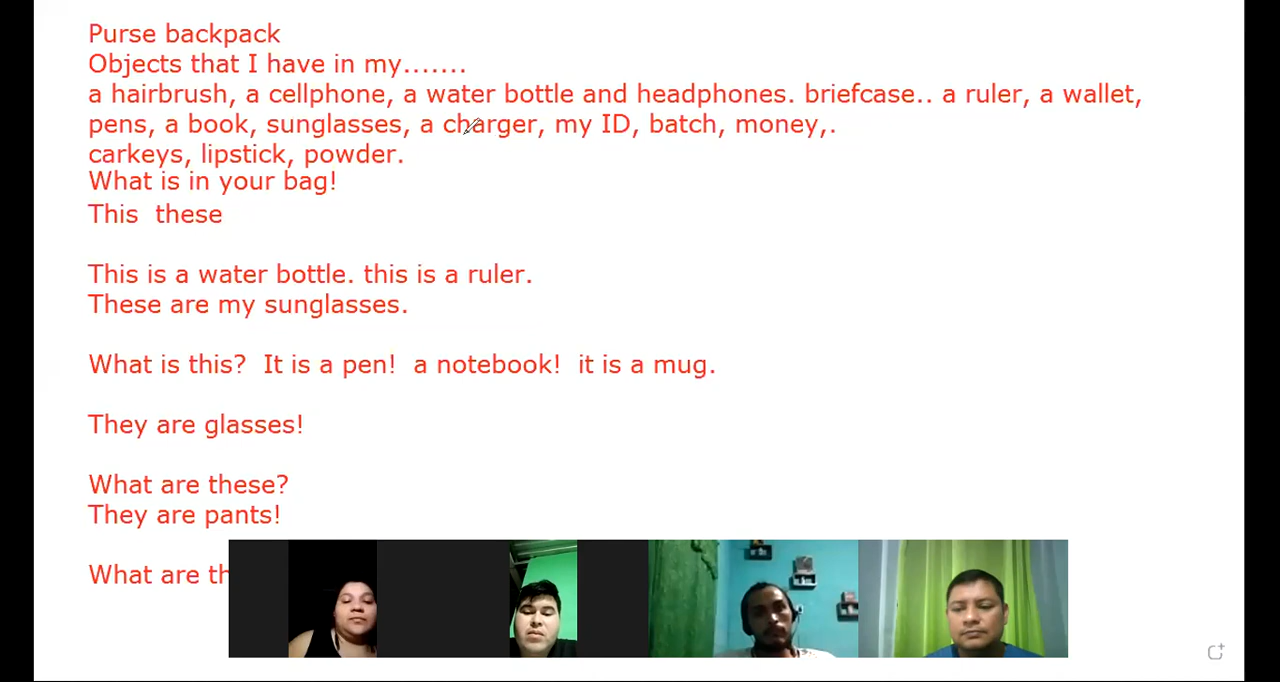 Purse backpack
Objects that I have in my.......
a hairbrush, a cellphone, a water bottle and headphones. briefcase.. a ruler, a wallet,
pens, a book, sunglasses, a charger, my ID, batch, money,.
carkeys, lipstick, powder.
What is in your bag!
This  these
This is a water bottle. this is a ruler.
These are my sunglasses.
What is this?  It is a pen!  a notebook!  it is a mug.
They are glasses!
What are these?
They are pants!
What are